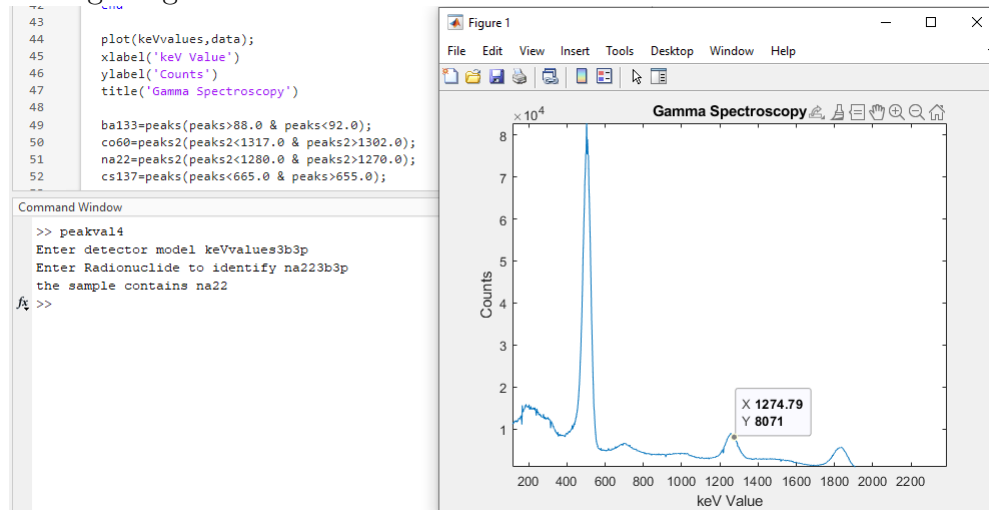 43
44 plot(keVvalues,data);
45 xlabel('keV Value')
46 ylabel('Counts')
47 title('Gamma Spectroscopy')
48
49 ba133=peaks(peaks>88.0 & peaks<92.0);
50 co60=peaks2(peaks2<1317.0 & peaks2>1302.0);
51 na22=peaks2(peaks2<1280.0 & peaks2>1270.0);
52 cs137=peaks(peaks<665.0 & peaks>655.0);
Command Window
>> peakval4
Enter detector model keVvalues3b3p
Enter Radionuclide to identify na223b3p
the sample contains na22
fx >>
Figure 1
File Edit View Insert Tools Desktop Window Help
Gamma Spectroscopy
×10^4
8
7
6
5
4
3
2
1
Counts
X 1274.79
Y 8071
200 400 600 800 1000 1200 1400 1600 1800 2000 2200
keV Value